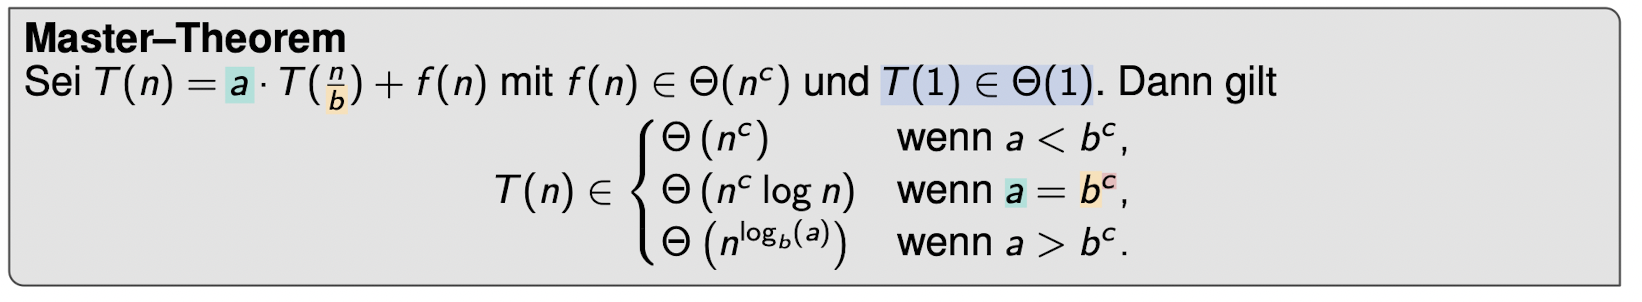 Master–Theorem
Sei T(n) = a · T(n/b) + f(n) mit f(n) ∈ Θ(n^c) und T(1) ∈ Θ(1). Dann gilt
T(n) ∈ { Θ(n^c) wenn a < b^c,
Θ(n^c log n) wenn a = b^c,
Θ(n^{log_b(a)}) wenn a > b^c.